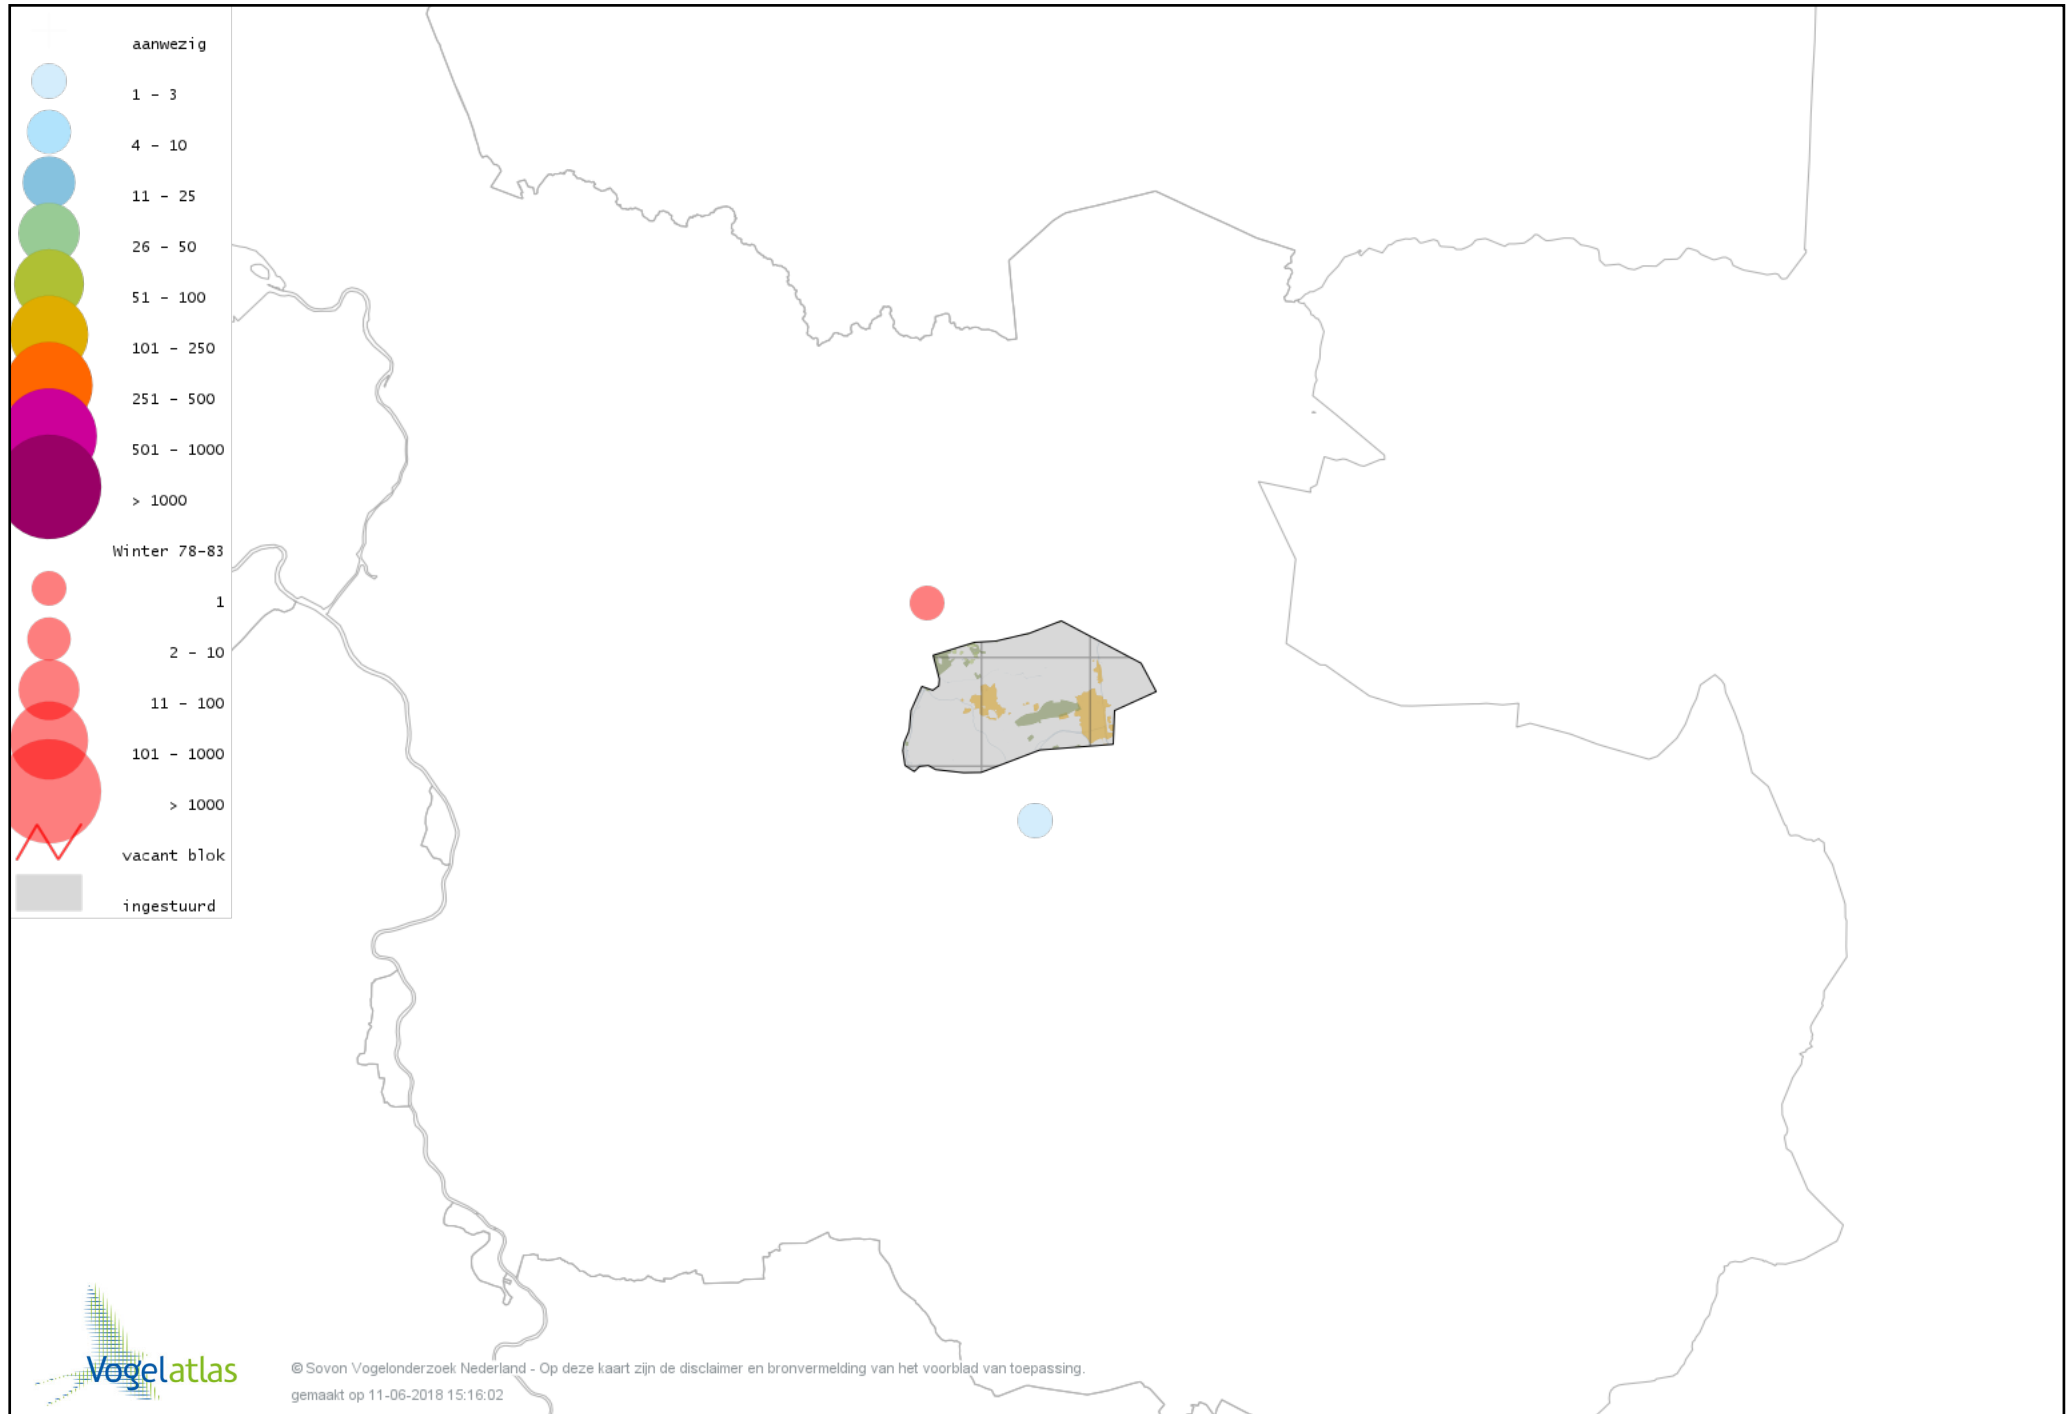 aanwezig
1 - 3
4 - 10
11 - 25
26 - 50
51 - 100
101 - 250
251 - 500
501 - 1000
> 1000
Winter 78-83
1
2 - 10
11 - 100
101 - 1000
> 1000
vacant blok
ingestuurd
Vogelatlas
© Sovon Vogelonderzoek Nederland - Op deze kaart zijn de disclaimer en bronvermelding van het voorblad van toepassing.
gemaakt op 11-06-2018 15:16:02